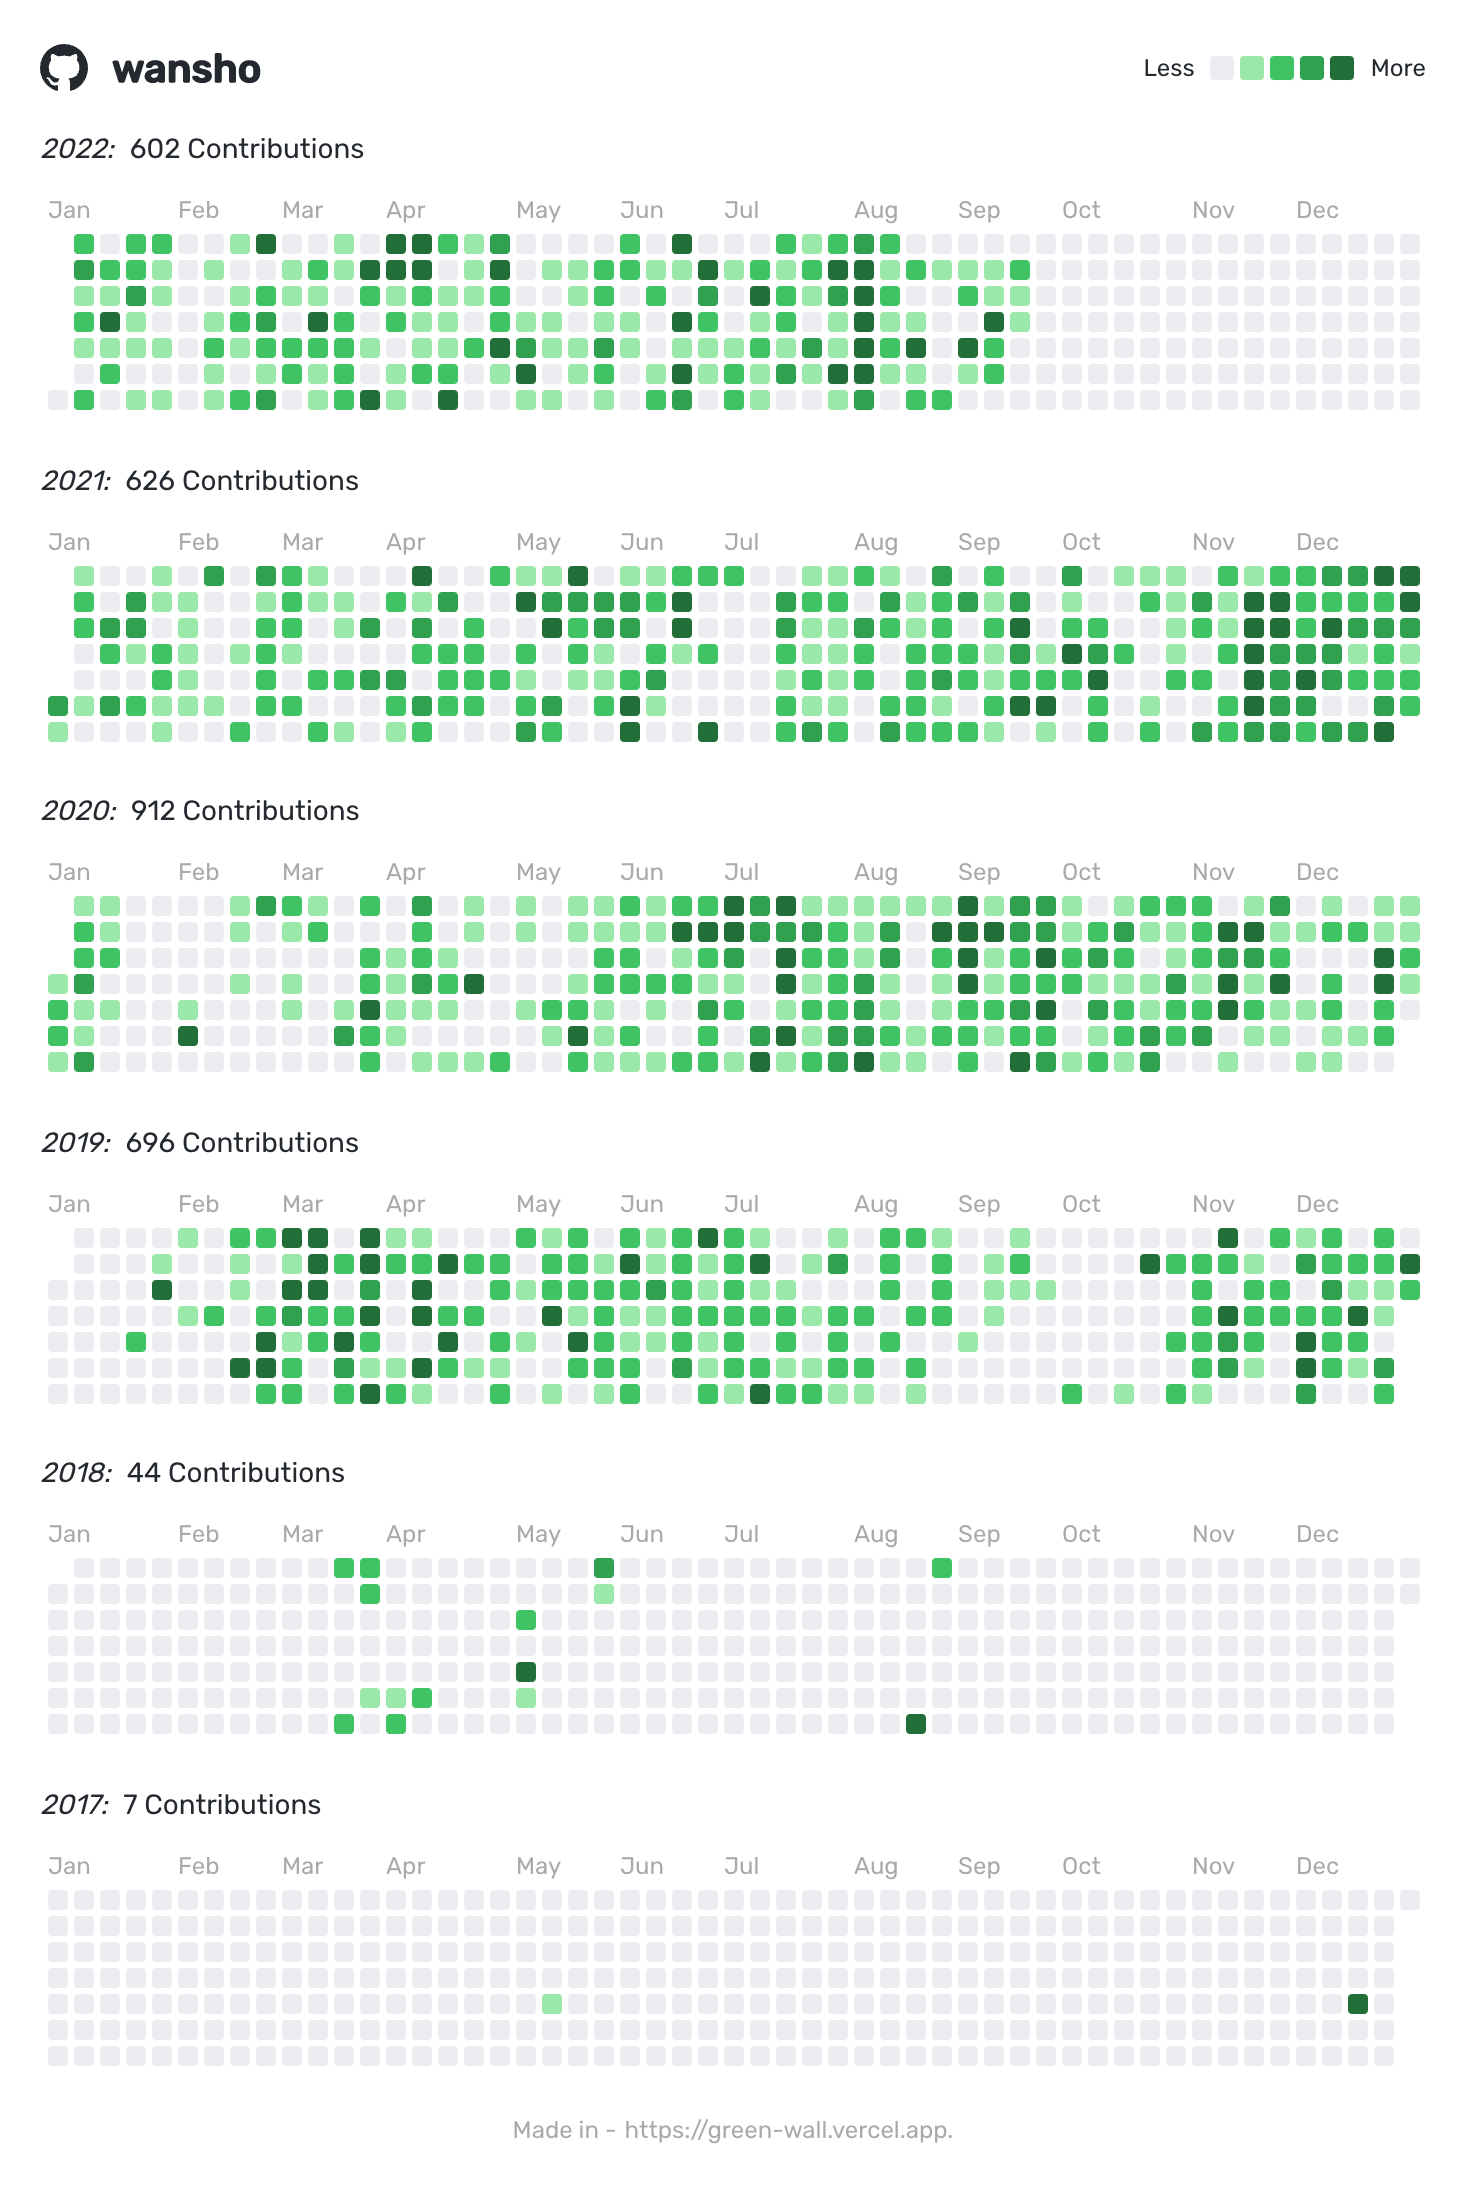 wansho
Less More
2022: 602 Contributions
Jan Feb Mar Apr May Jun Jul Aug Sep Oct Nov Dec
2021: 626 Contributions
Jan Feb Mar Apr May Jun Jul Aug Sep Oct Nov Dec
2020: 912 Contributions
Jan Feb Mar Apr May Jun Jul Aug Sep Oct Nov Dec
2019: 696 Contributions
Jan Feb Mar Apr May Jun Jul Aug Sep Oct Nov Dec
2018: 44 Contributions
Jan Feb Mar Apr May Jun Jul Aug Sep Oct Nov Dec
2017: 7 Contributions
Jan Feb Mar Apr May Jun Jul Aug Sep Oct Nov Dec
Made in - https://green-wall.vercel.app.